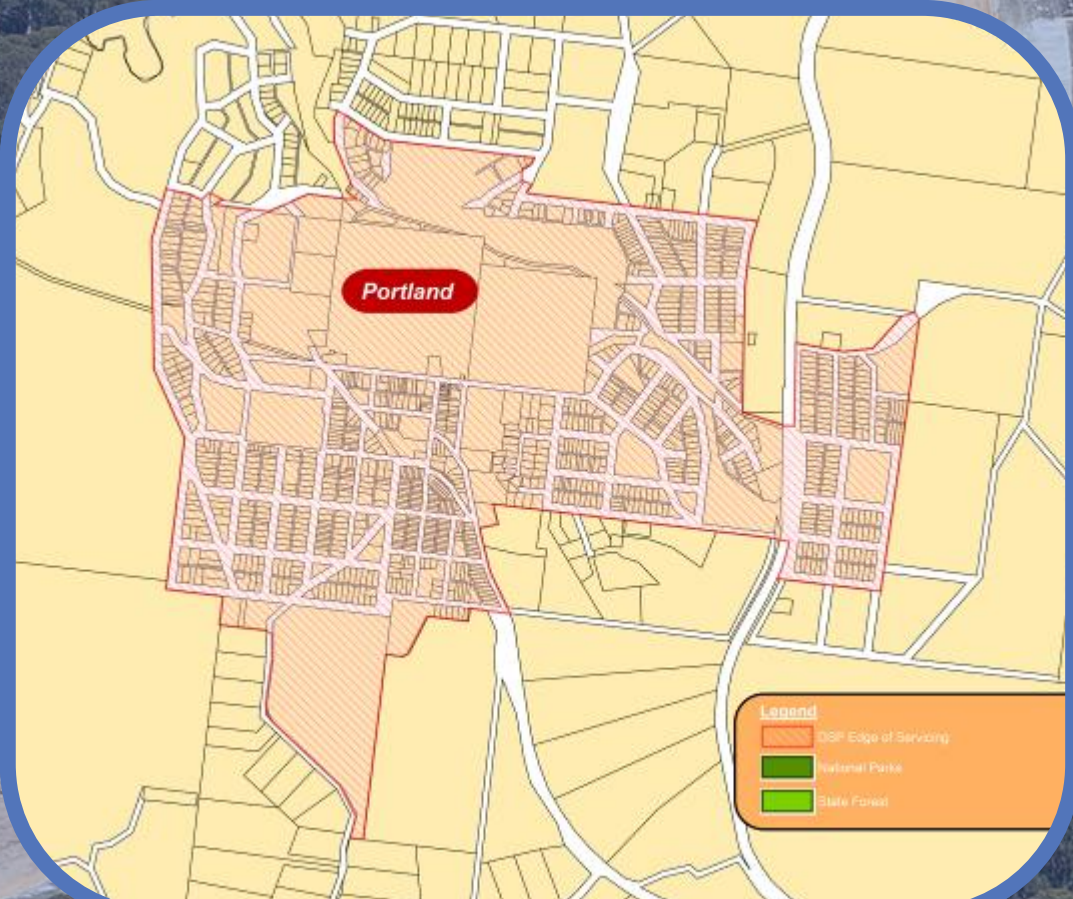 Portland
Legend
DSP Edge of Servicing
National Parks
State Forest